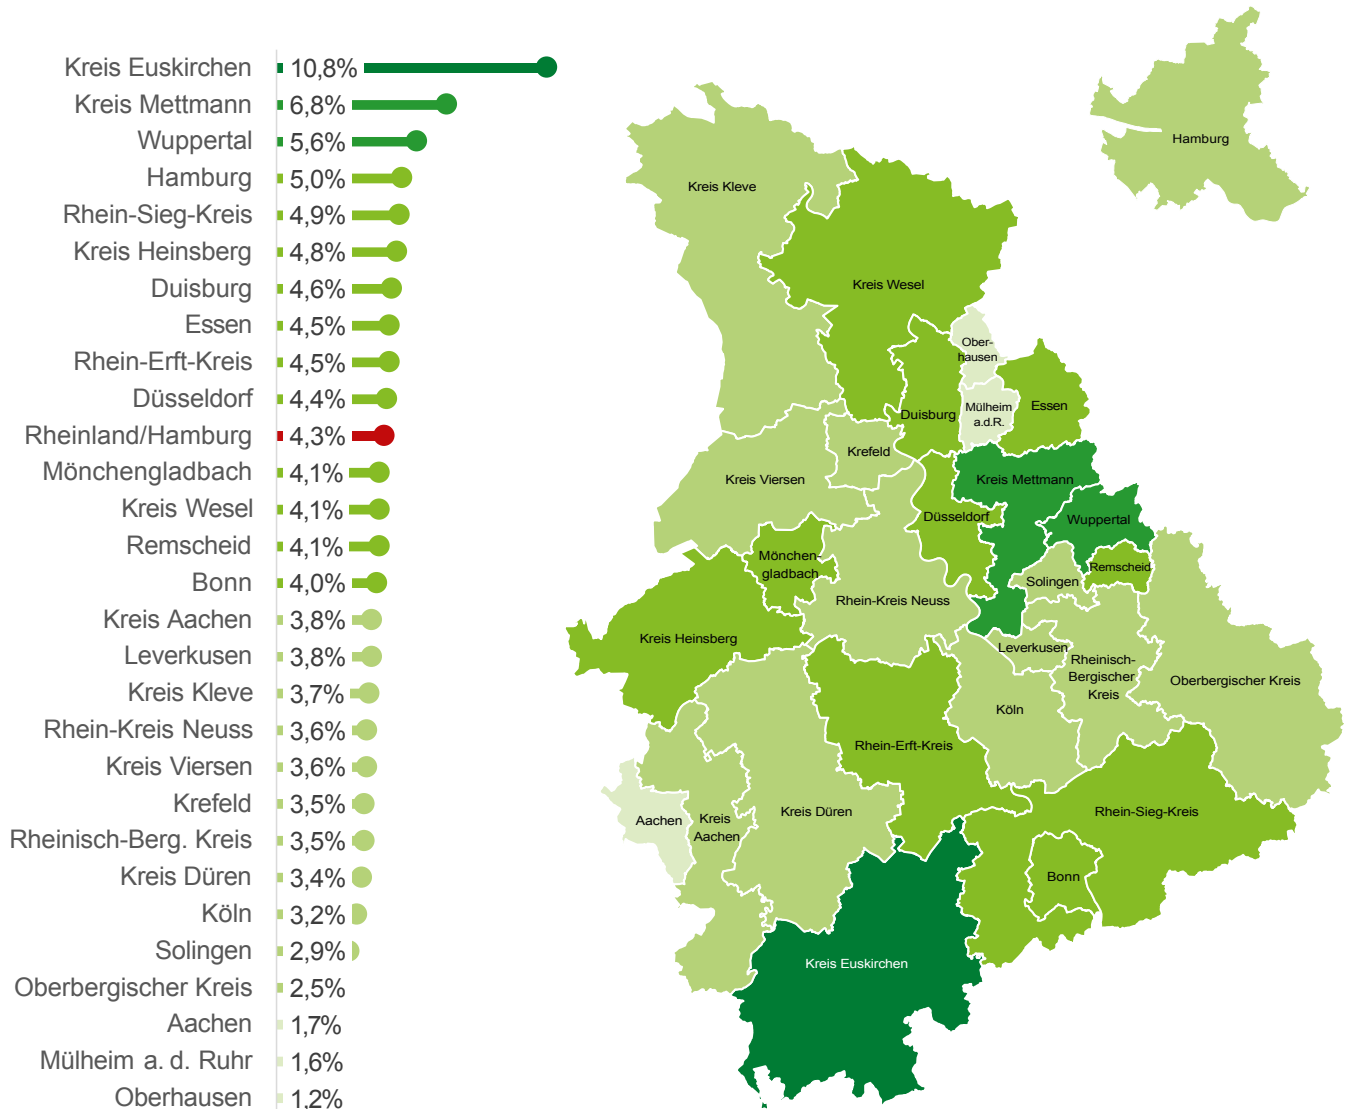 Kreis Euskirchen 10,8%
Kreis Mettmann 6,8%
Wuppertal 5,6%
Hamburg 5,0%
Rhein-Sieg-Kreis 4,9%
Kreis Heinsberg 4,8%
Duisburg 4,6%
Essen 4,5%
Rhein-Erft-Kreis 4,5%
Düsseldorf 4,4%
Rheinland/Hamburg 4,3%
Mönchengladbach 4,1%
Kreis Wesel 4,1%
Remscheid 4,1%
Bonn 4,0%
Kreis Aachen 3,8%
Leverkusen 3,8%
Kreis Kleve 3,7%
Rhein-Kreis Neuss 3,6%
Kreis Viersen 3,6%
Krefeld 3,5%
Rheinisch-Berg. Kreis 3,5%
Kreis Düren 3,4%
Köln 3,2%
Solingen 2,9%
Oberbergischer Kreis 2,5%
Aachen 1,7%
Mülheim a. d. Ruhr 1,6%
Oberhausen 1,2%
Hamburg
Kreis Kleve
Kreis Wesel
Ober-
hausen
Mülheim
a.d.R.
Essen
Duisburg
Krefeld
Kreis Viersen
Kreis Mettmann
Düsseldorf
Wuppertal
Mönchen-
gladbach
Remscheid
Solingen
Rhein-Kreis Neuss
Kreis Heinsberg
Leverkusen
Rheinisch-
Bergischer
Kreis
Oberbergischer Kreis
Köln
Rhein-Erft-Kreis
Rhein-Sieg-Kreis
Kreis Düren
Aachen
Kreis
Aachen
Bonn
Kreis Euskirchen